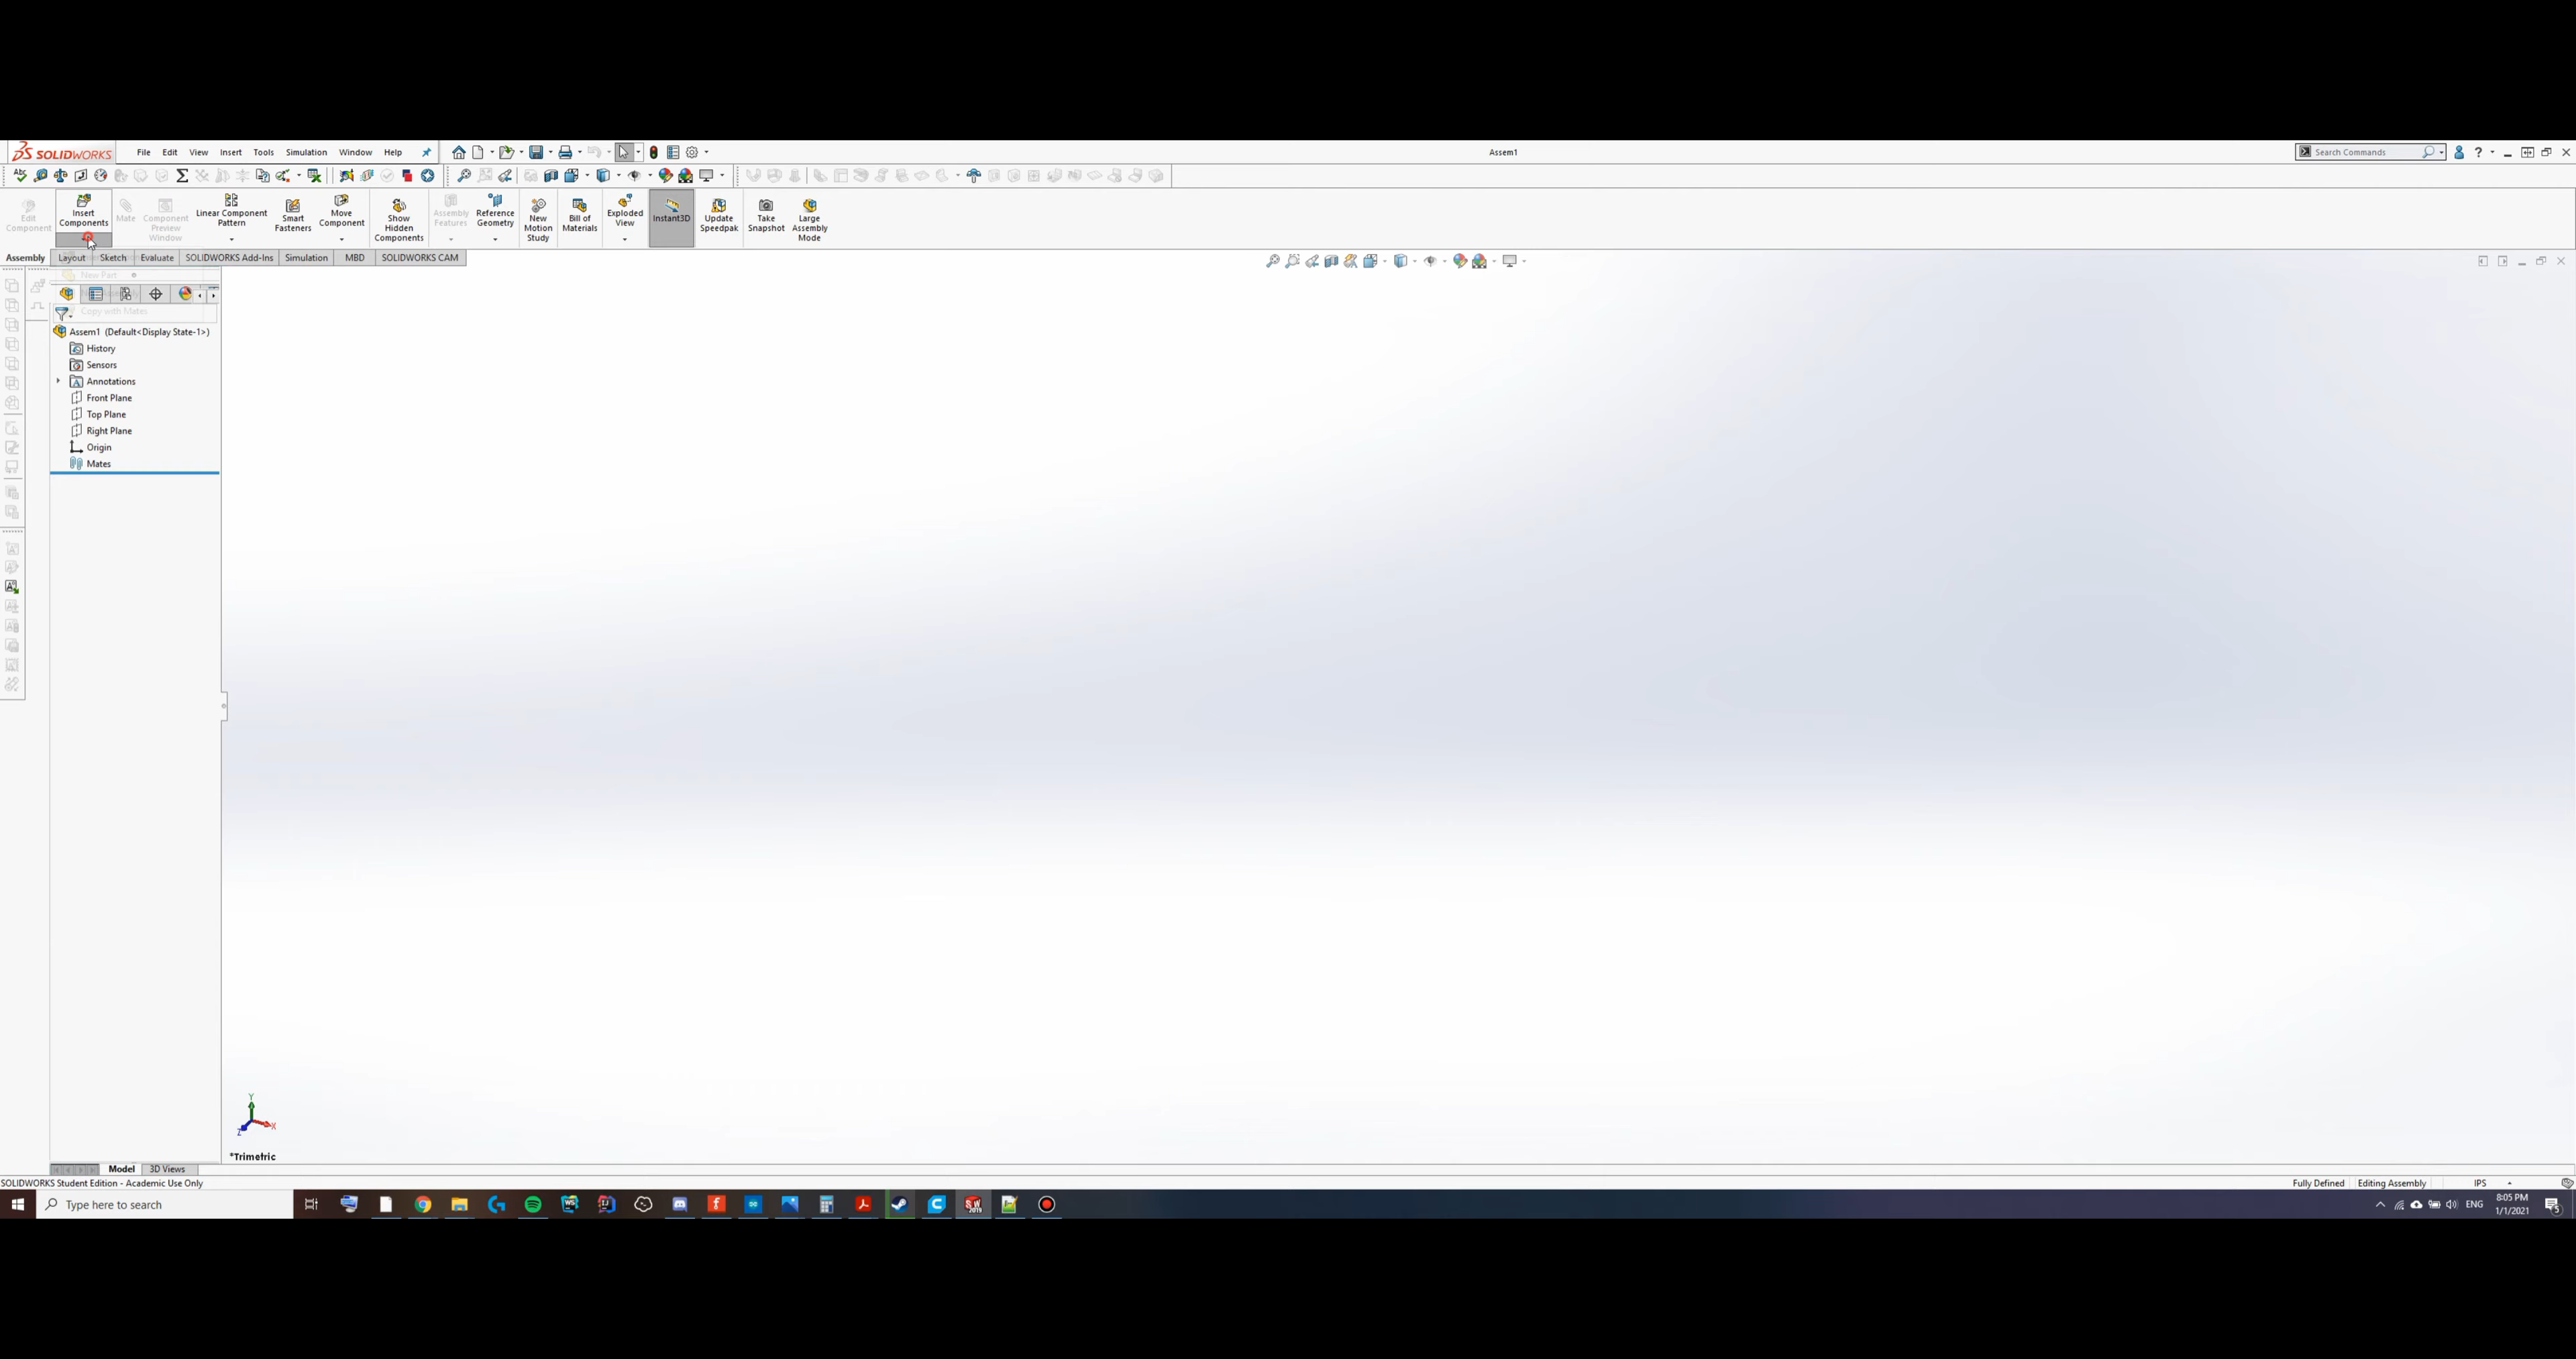 SOLIDWORKS File Edit View Insert Tools Simulation Window Help Assem1 Search Commands
Edit Component
Insert Components
Mate
Component Preview Window
Linear Component Pattern
Smart Fasteners
Move Component
Show Hidden Components
Assembly Features
Reference Geometry
New Motion Study
Bill of Materials
Exploded View
Instant3D
Update Speedpak
Take Snapshot
Large Assembly Mode
Assembly Layout Sketch Evaluate SOLIDWORKS Add-Ins Simulation MBD SOLIDWORKS CAM
New Part
Copy with Mates
Assem1 (Default<Display State-1>)
History
Sensors
Annotations
Front Plane
Top Plane
Right Plane
Origin
Mates
Y
X
Z
*Trimetric
Model 3D Views
SOLIDWORKS Student Edition - Academic Use Only Fully Defined Editing Assembly IPS
Type here to search ENG 8:05 PM
1/1/2021